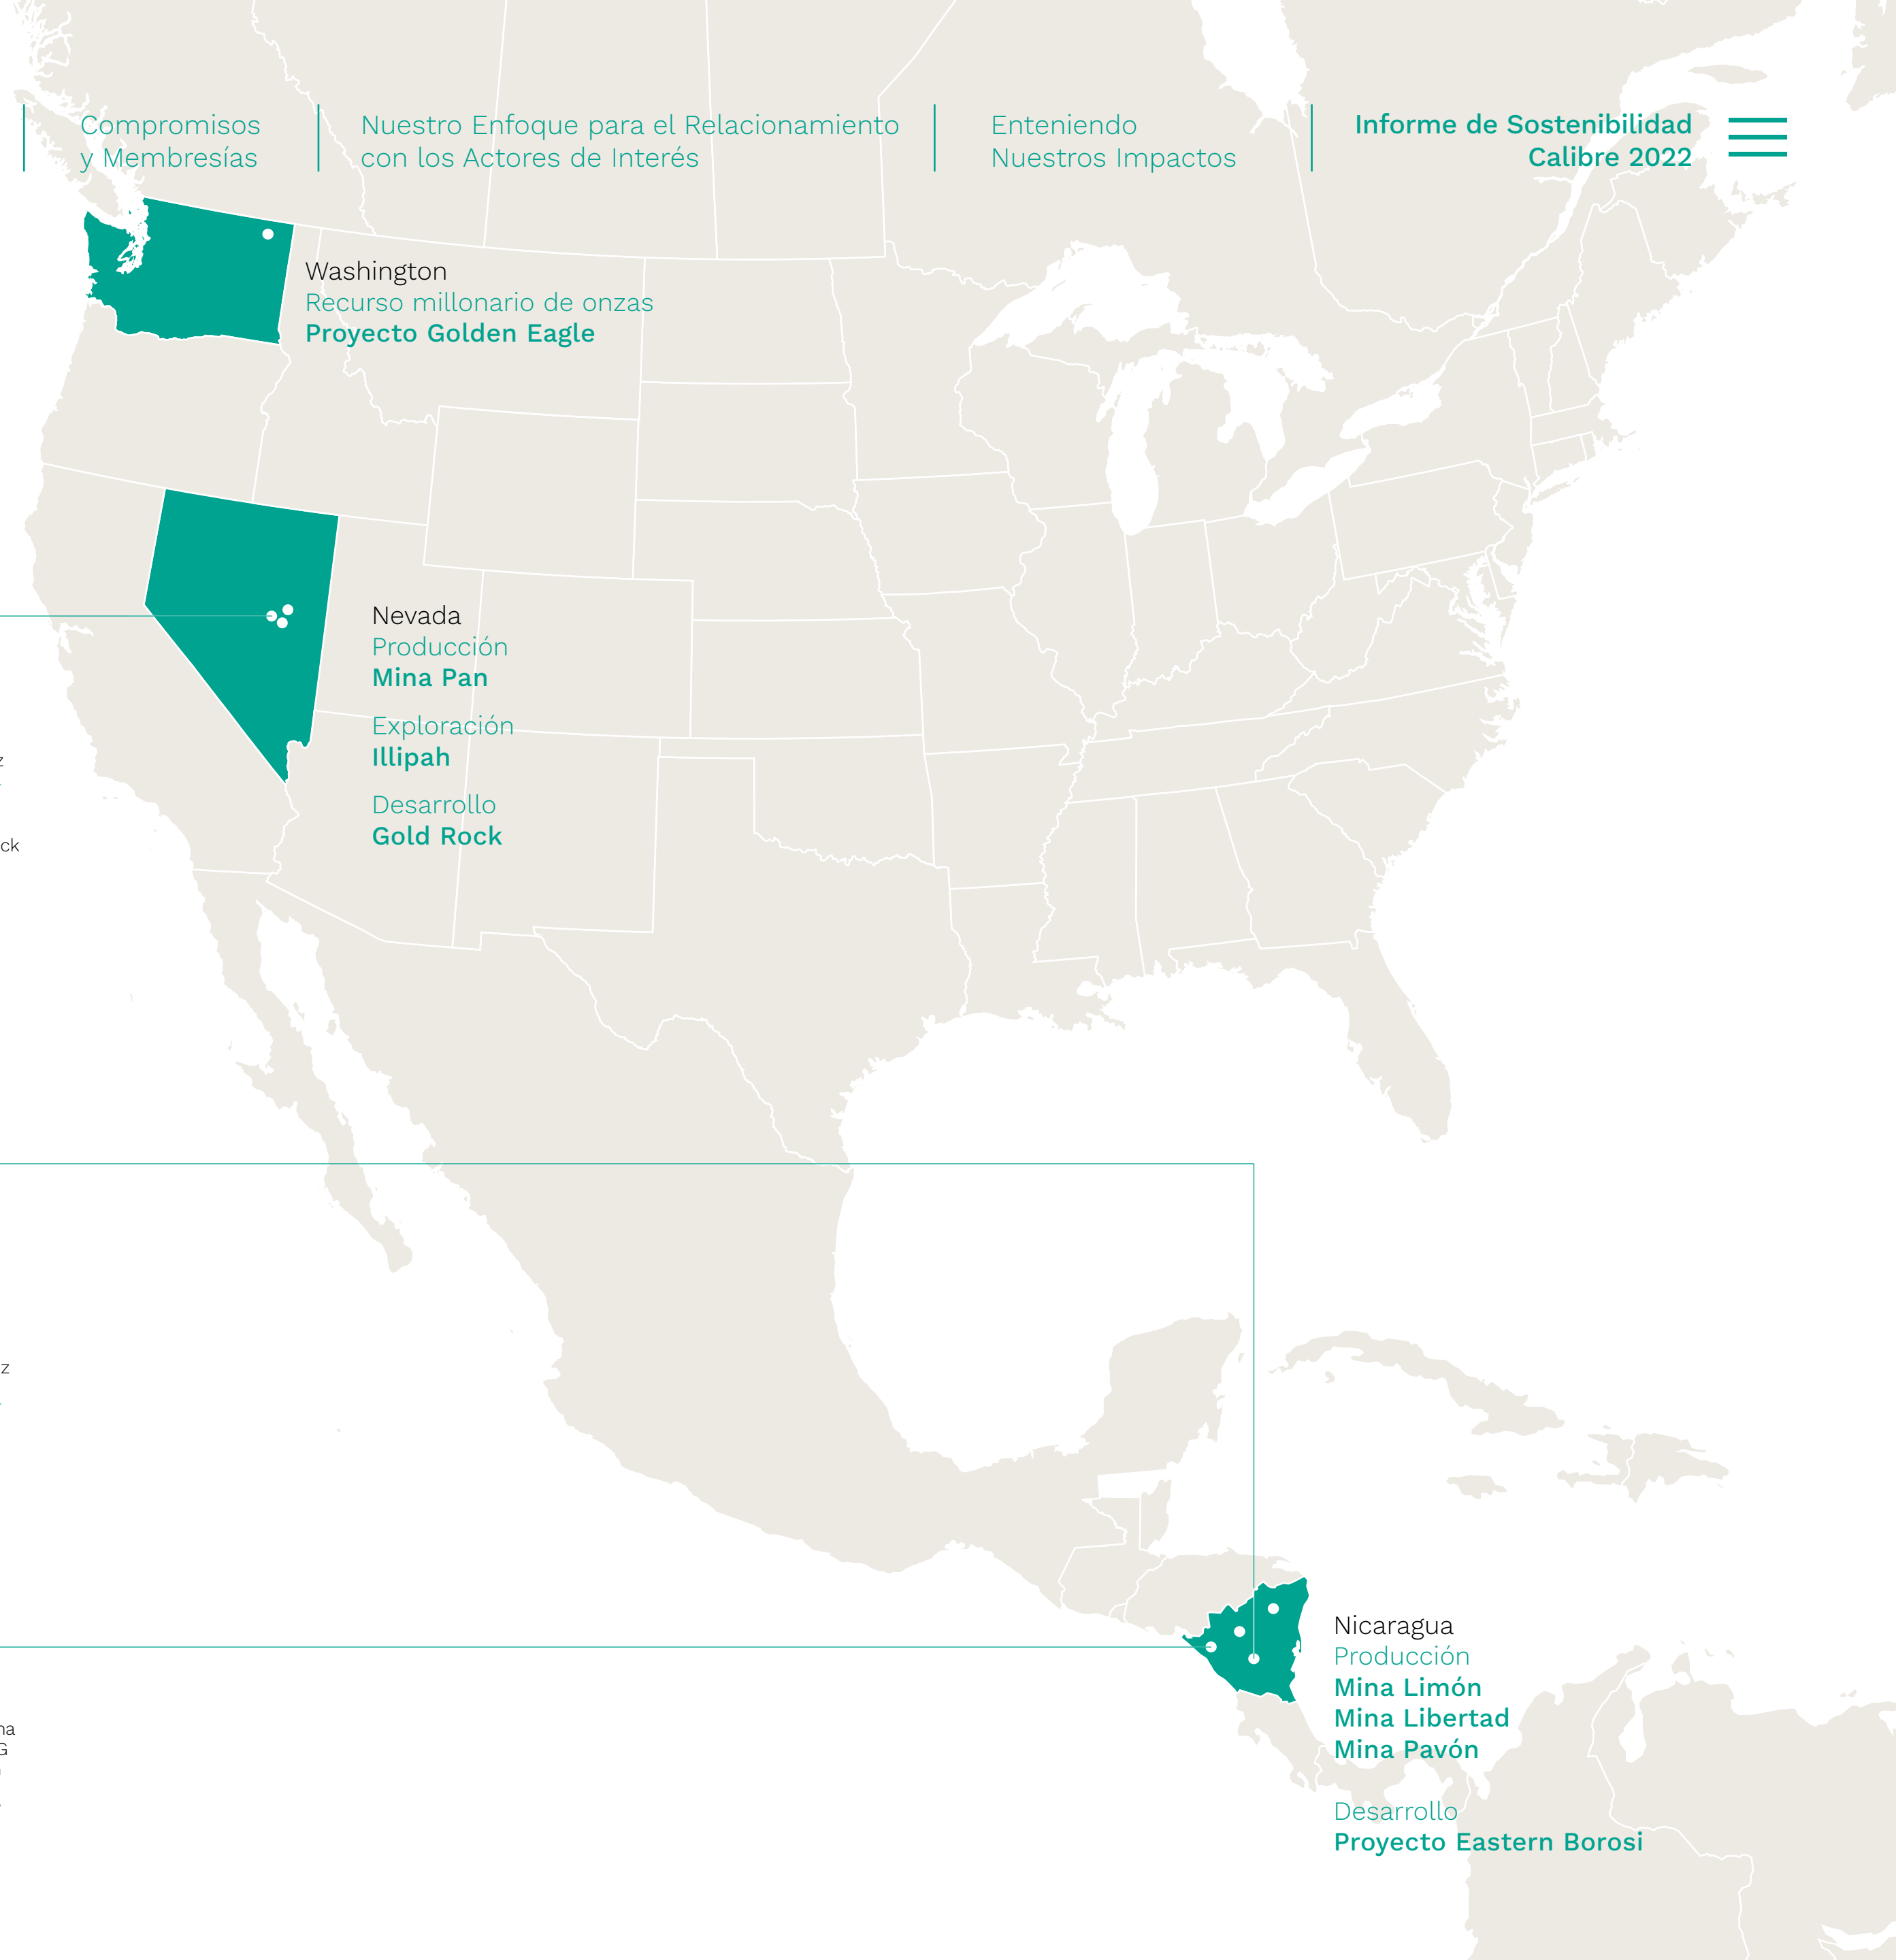 Compromisos
y Membresías
Nuestro Enfoque para el Relacionamiento
con los Actores de Interés
Enteniendo
Nuestros Impactos
Informe de Sostenibilidad
Calibre 2022
Washington
Recurso millonario de onzas
Proyecto Golden Eagle
Nevada
Producción
Mina Pan
Exploración
Illipah
Desarrollo
Gold Rock
Nicaragua
Producción
Mina Limón
Mina Libertad
Mina Pavón
Desarrollo
Proyecto Eastern Borosi